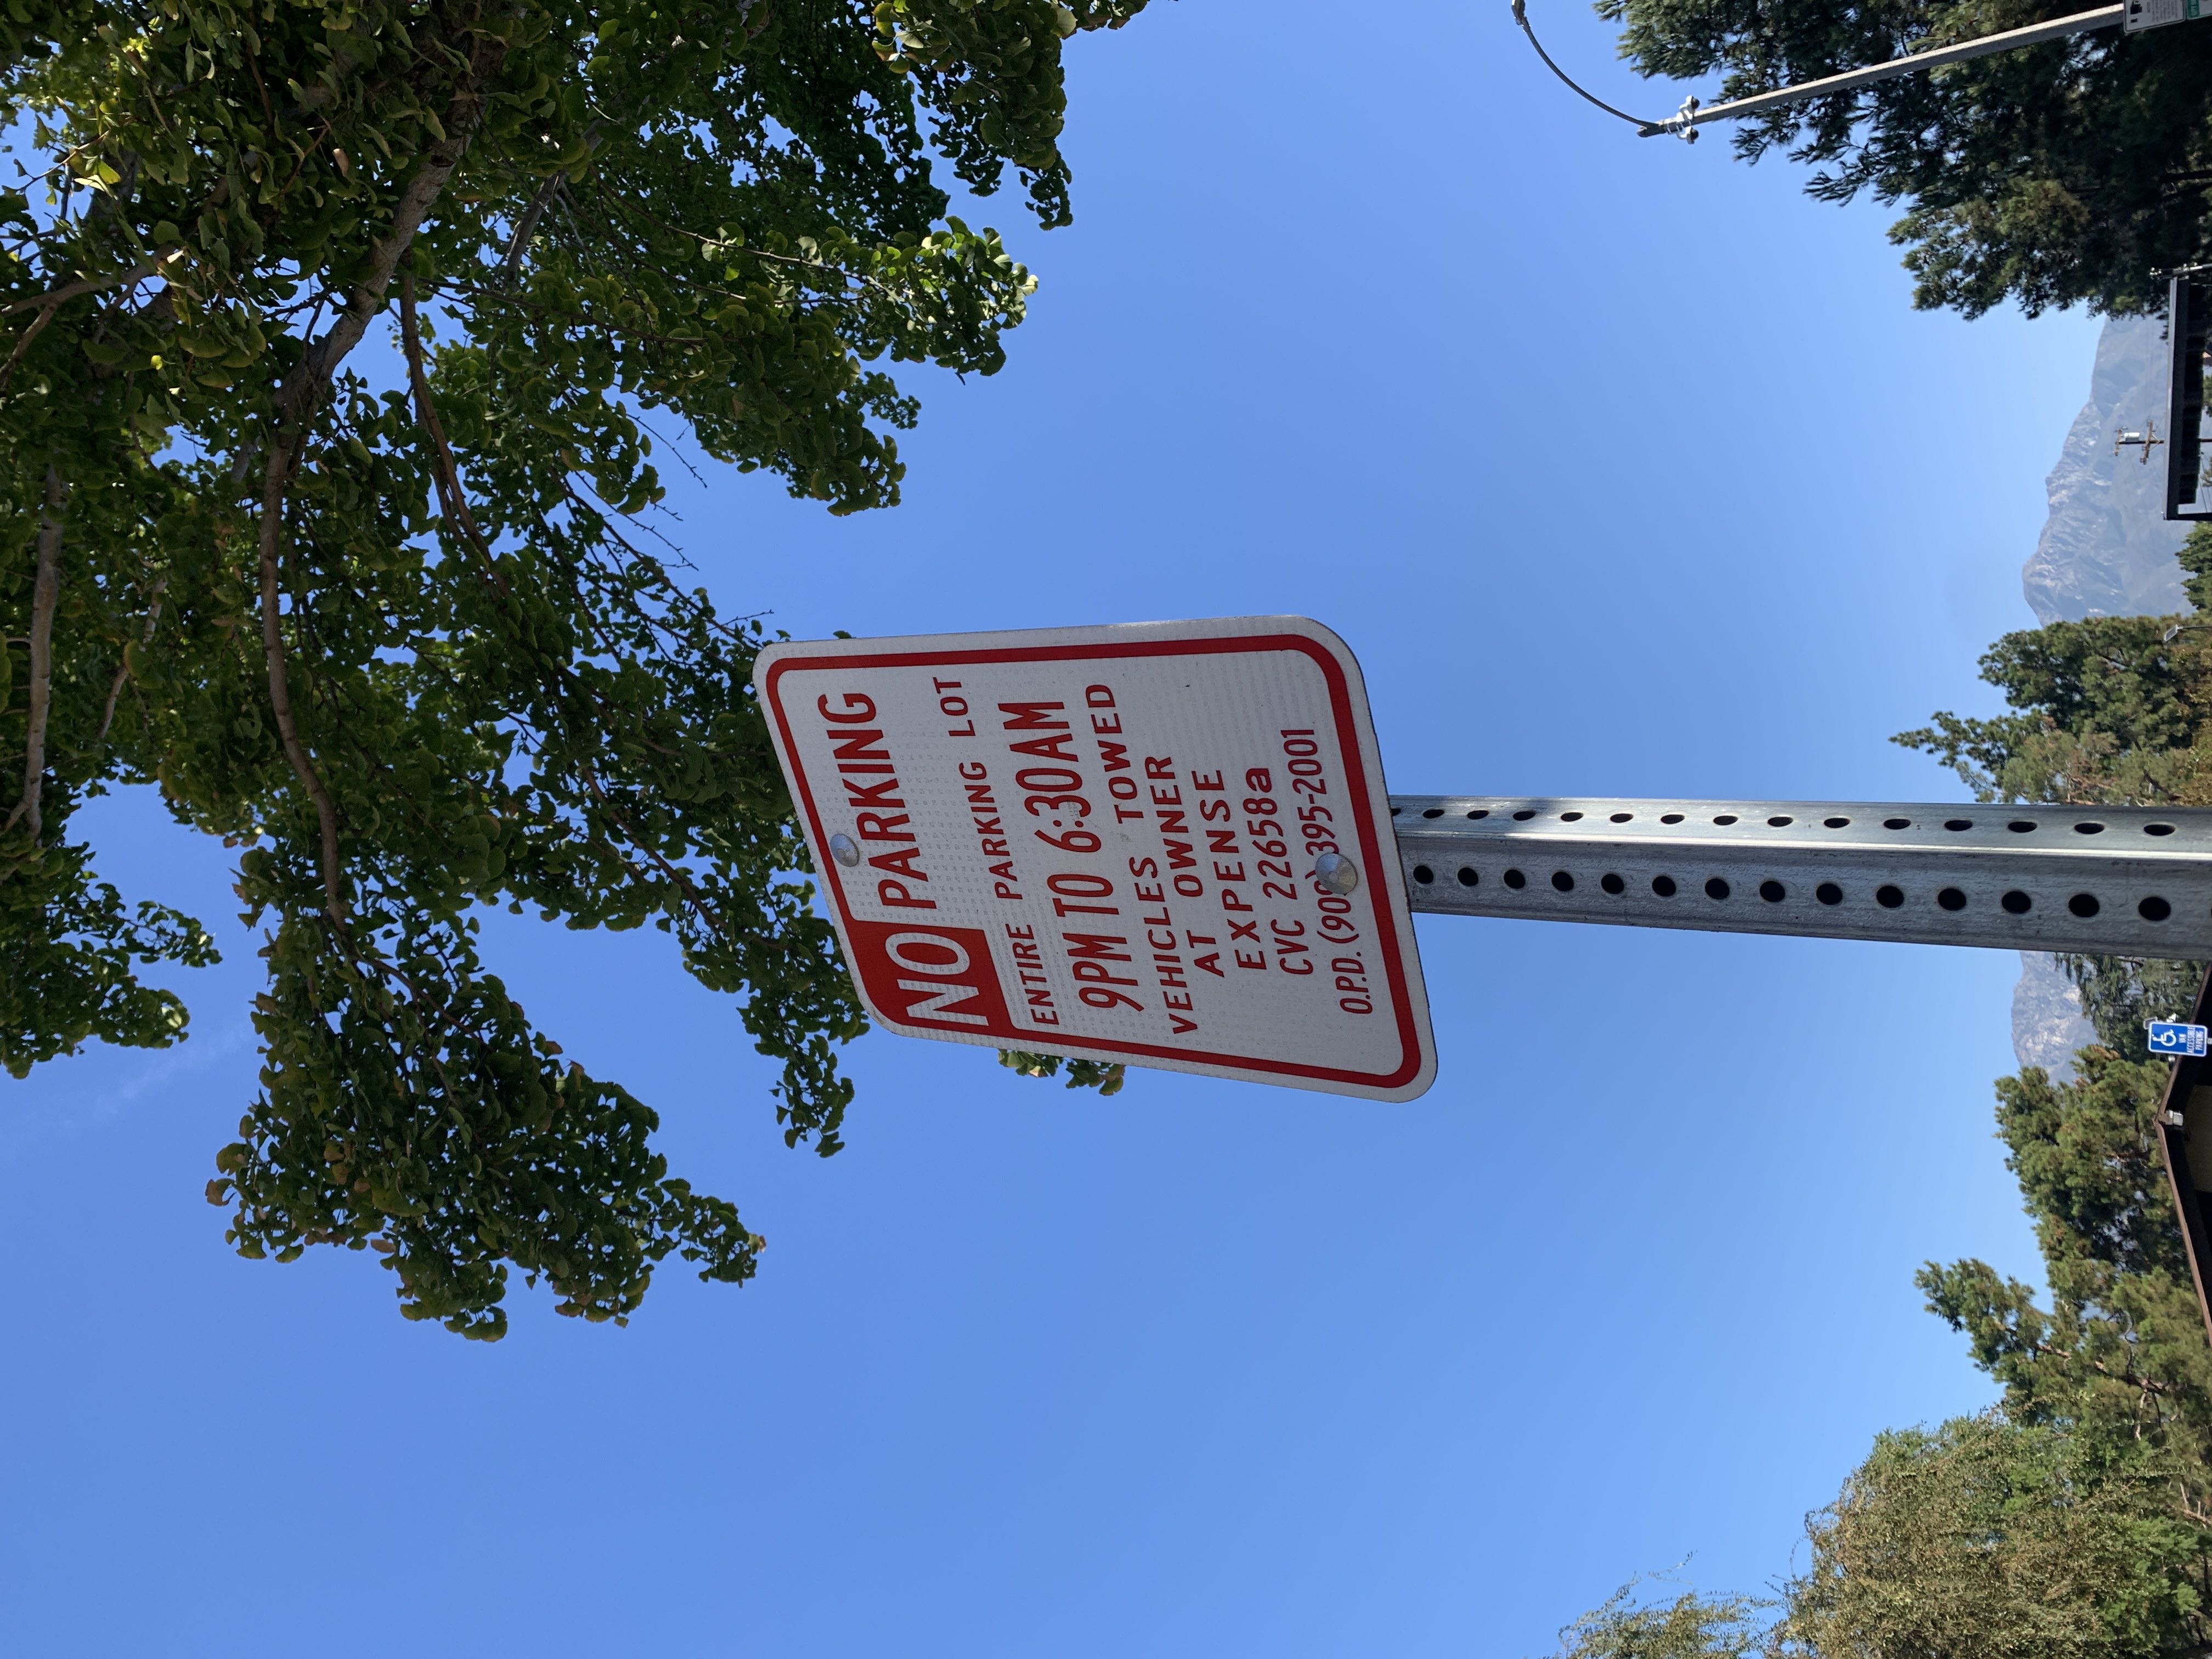 NO PARKING
ENTIRE PARKING LOT
9PM TO 6:30AM
VEHICLES TOWED
AT OWNER
EXPENSE
CVC 22658a
O.P.D. (909) 395-2001